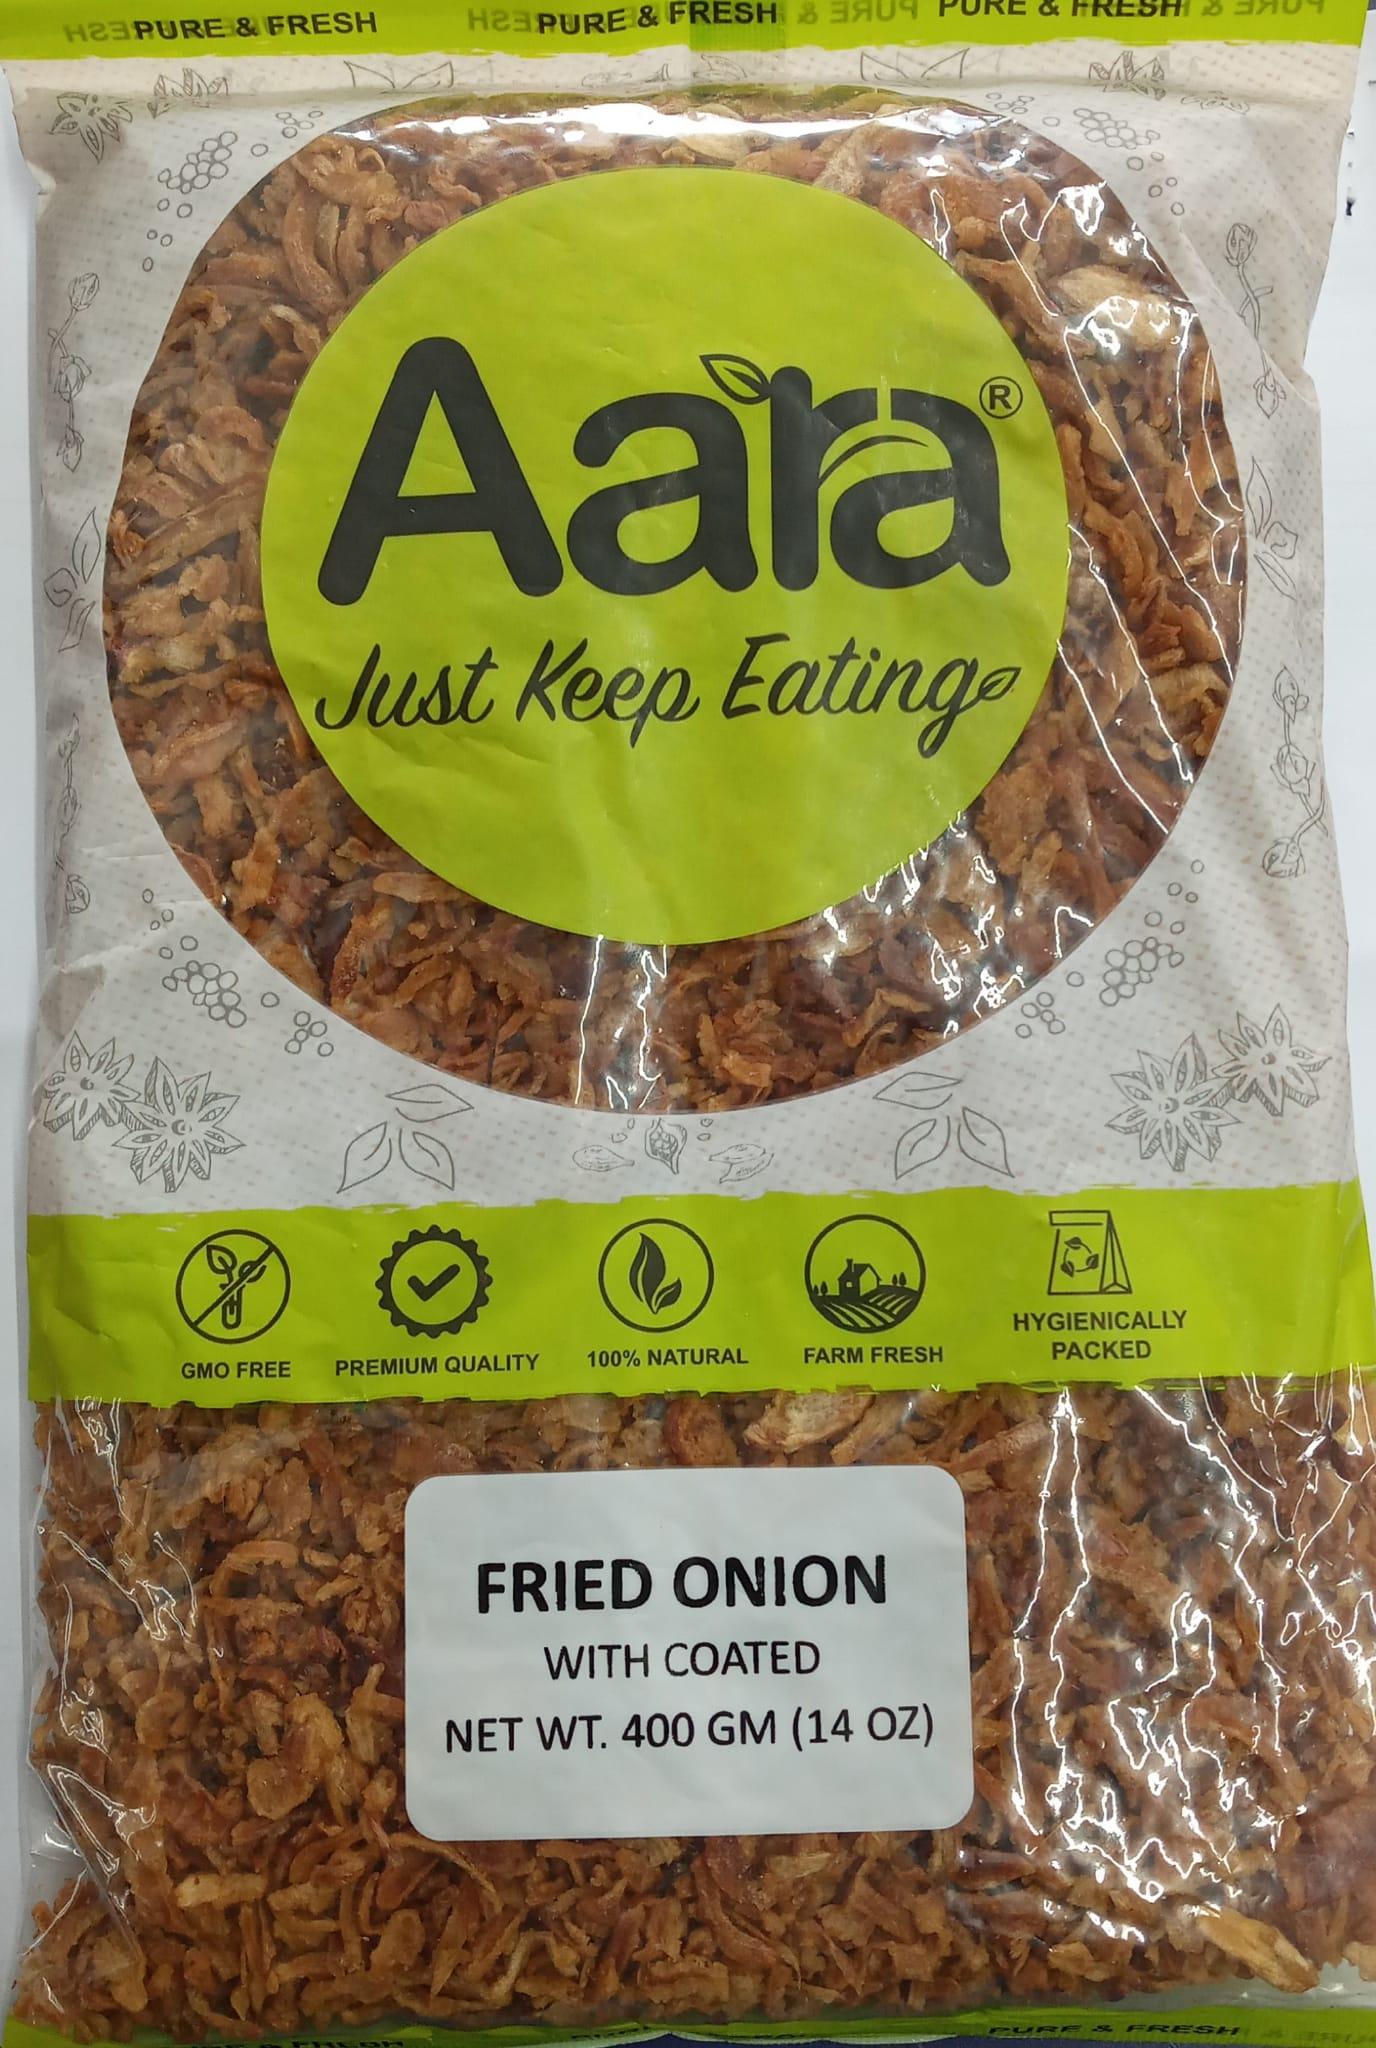 PURE & FRESH PURE & FRESH PURE & FRESH
Aara®
Just Keep Eating
GMO FREE
PREMIUM QUALITY
100% NATURAL
FARM FRESH
HYGIENICALLY
PACKED
FRIED ONION
WITH COATED
NET WT. 400 GM (14 OZ)
PURE & FRESH